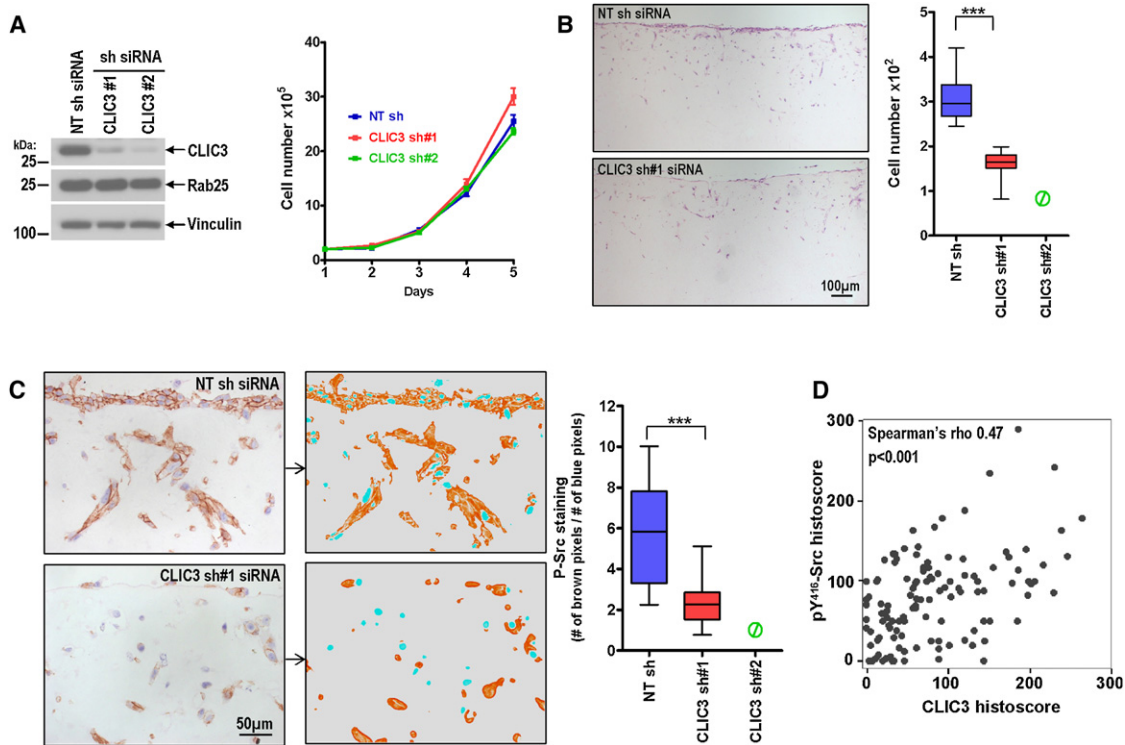 A
NT sh siRNA
sh siRNA
CLIC3 #1
CLIC3 #2
kDa:
25
CLIC3
25
Rab25
100
Vinculin
40
30
20
10
0
Cell number x10⁵
NT sh
CLIC3 sh#1
CLIC3 sh#2
1 2 3 4 5
Days
B
NT sh siRNA
CLIC3 sh#1 siRNA
100µm
5
4
3
2
1
0
Cell number x10²
***
NT sh
CLIC3 sh#1
CLIC3 sh#2
C
NT sh siRNA
CLIC3 sh#1 siRNA
50µm
12
10
8
6
4
2
0
P-Src staining
(# of brown pixels / # of blue pixels)
***
NT sh
CLIC3 sh#1
CLIC3 sh#2
D
300
200
100
0
pY⁴¹⁶-Src histoscore
Spearman's rho 0.47
p<0.001
0 100 200 300
CLIC3 histoscore